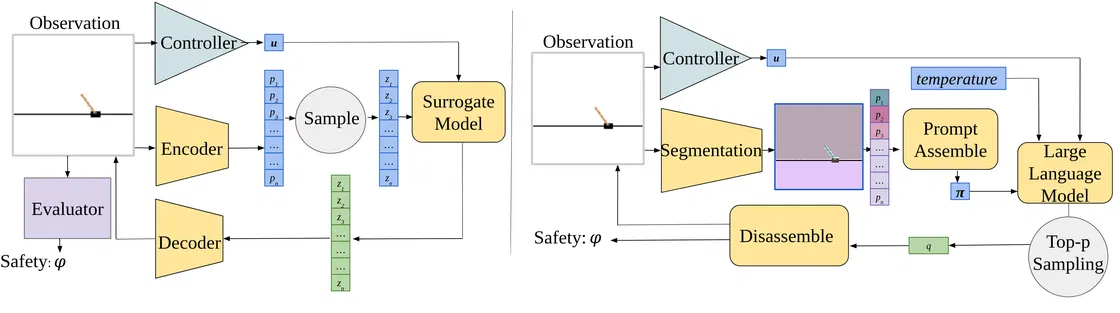 Observation
Controller
u
Encoder
p1
p2
p3
...
...
...
pn
Sample
z1
z2
z3
...
...
...
zn
Surrogate
Model
Evaluator
Safety: φ
Decoder
z1
z2
z3
...
...
...
zn
Observation
Controller
u
temperature
Segmentation
p1
p2
p3
...
...
...
pn
Prompt
Assemble
π
Large
Language
Model
Top-p
Sampling
q
Disassemble
Safety: φ